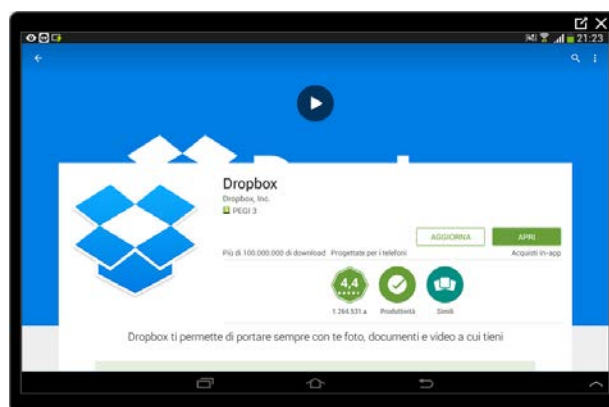 21:23
Dropbox
Dropbox, Inc.
PEGI 3
AGGIORNA
APRI
Più di 100.000.000 di download
Progettate per i telefoni
Acquisti in-app
4,4
1.264.531
Produttività
Simili
Dropbox ti permette di portare sempre con te foto, documenti e video a cui tieni